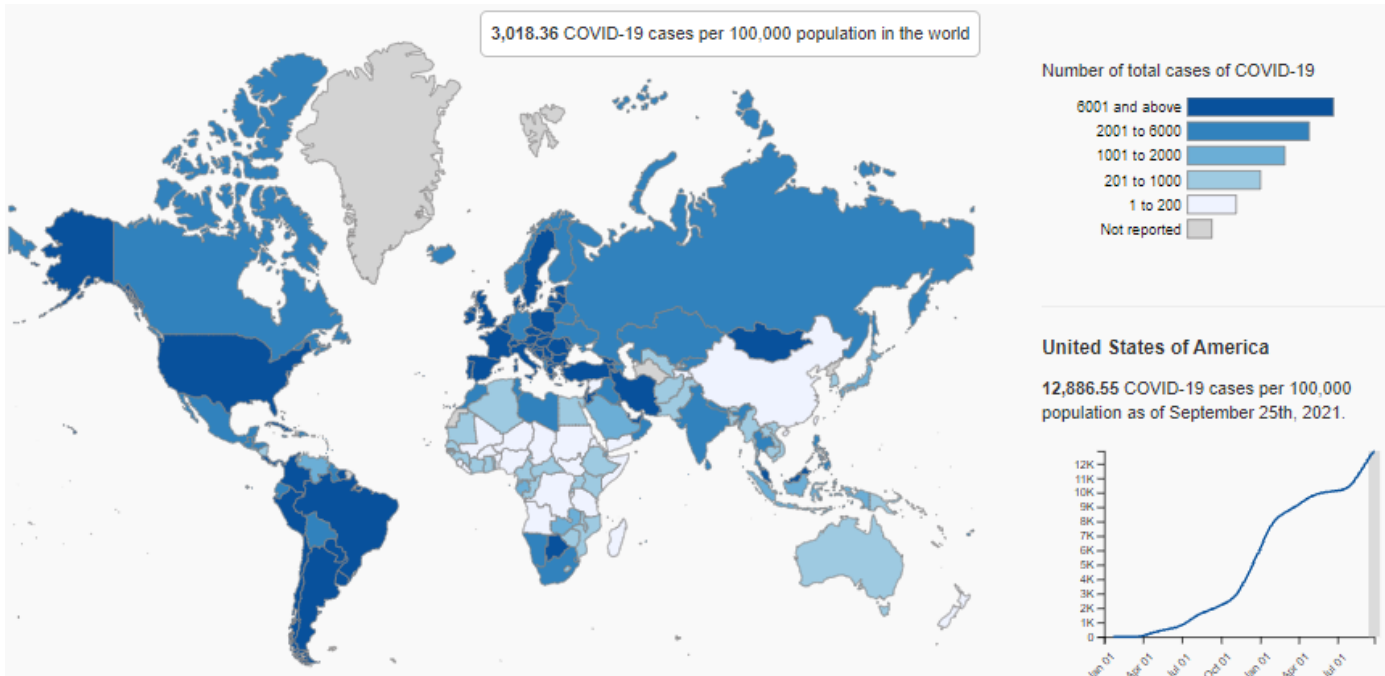 3,018.36 COVID-19 cases per 100,000 population in the world
Number of total cases of COVID-19
6001 and above
2001 to 6000
1001 to 2000
201 to 1000
1 to 200
Not reported
United States of America
12,886.55 COVID-19 cases per 100,000
population as of September 25th, 2021.
12K
11K
10K
9K
8K
7K
6K
5K
4K
3K
2K
1K
0
Jan 01
Apr 01
Jul 01
Oct 01
Jan 01
Apr 01
Jul 01